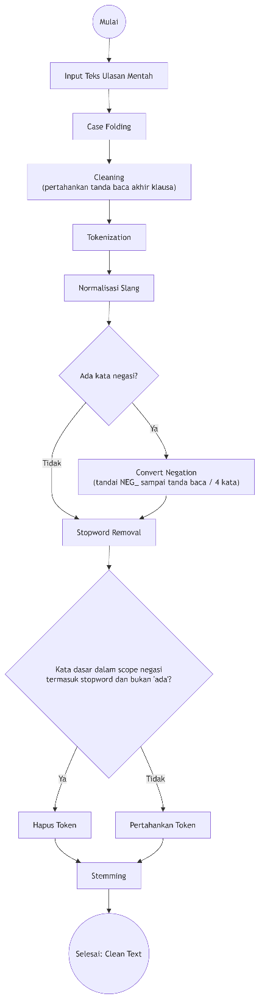 Mulai
Input Teks Ulasan Mentah
Case Folding
Cleaning
(pertahankan tanda baca akhir klausa)
Tokenization
Normalisasi Slang
Ada kata negasi?
Ya
Tidak
Convert Negation
(tandai NEG_ sampai tanda baca / 4 kata)
Stopword Removal
Kata dasar dalam scope negasi
termasuk stopword dan bukan 'ada'?
Ya
Tidak
Hapus Token
Pertahankan Token
Stemming
Selesai: Clean Text